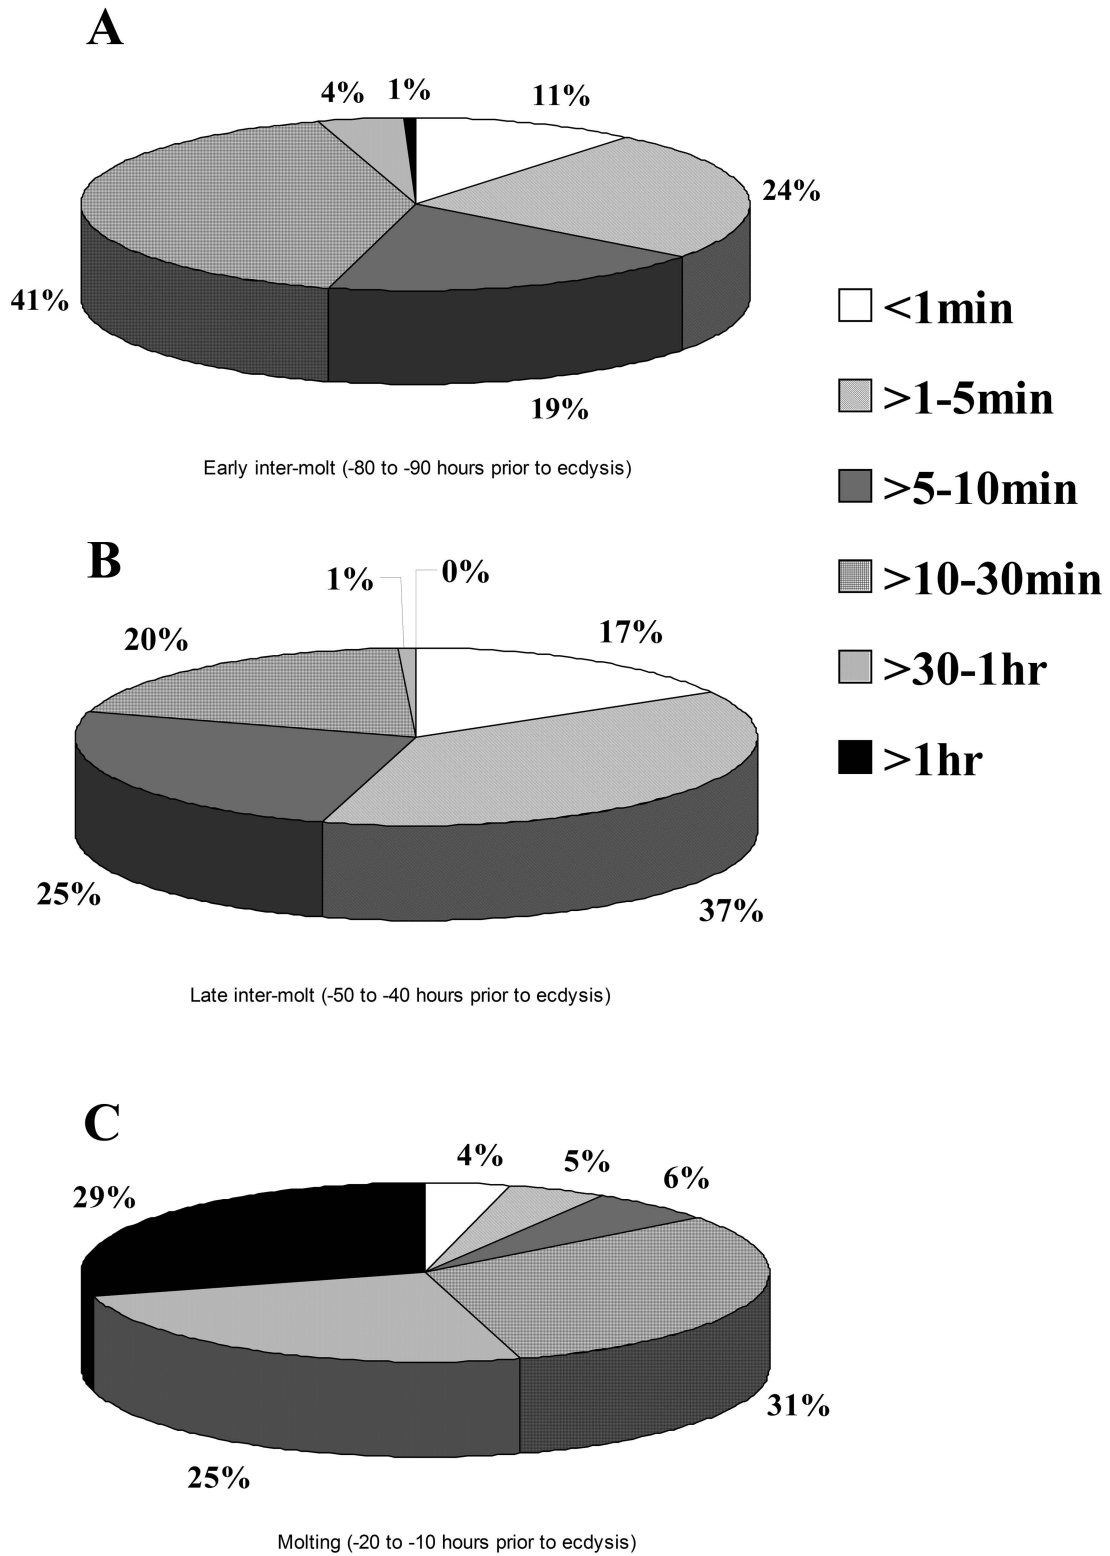 A
4% 1% 11%
24%
41%
19%
Early inter-molt (-80 to -90 hours prior to ecdysis)
<1min
>1-5min
>5-10min
>10-30min
>30-1hr
>1hr
B
1% 0%
20% 17%
25%
37%
Late inter-molt (-50 to -40 hours prior to ecdysis)
C
4% 5% 6%
29%
31%
25%
Molting (-20 to -10 hours prior to ecdysis)